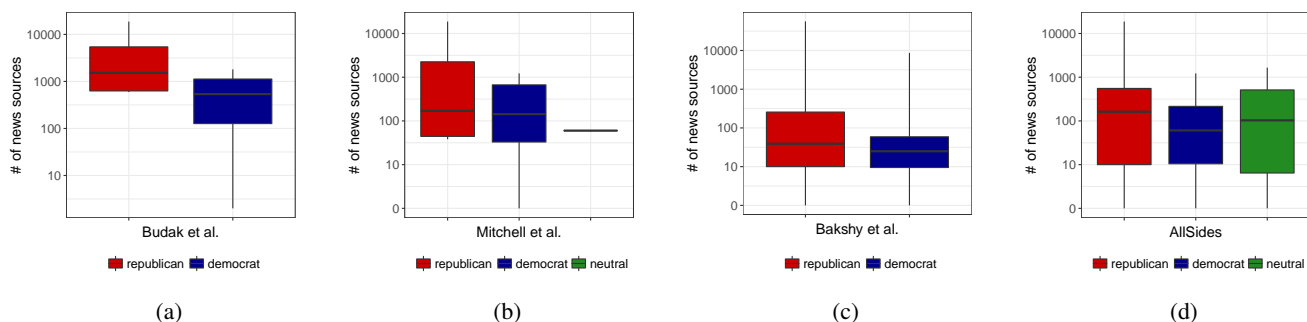 # of news sources
10000
1000
100
10
Budak et al.
republican democrat
(a)
# of news sources
10000
1000
100
10
0
Mitchell et al.
republican democrat neutral
(b)
# of news sources
10000
1000
100
10
0
Bakshy et al.
republican democrat
(c)
# of news sources
10000
1000
100
10
0
AllSides
republican democrat neutral
(d)